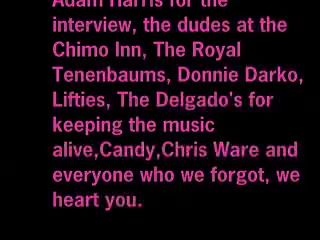 Adam Harris for the
interview, the dudes at the
Chimo Inn, The Royal
Tenenbaums, Donnie Darko,
Lifties, The Delgado's for
keeping the music
alive,Candy,Chris Ware and
everyone who we forgot, we
heart you.